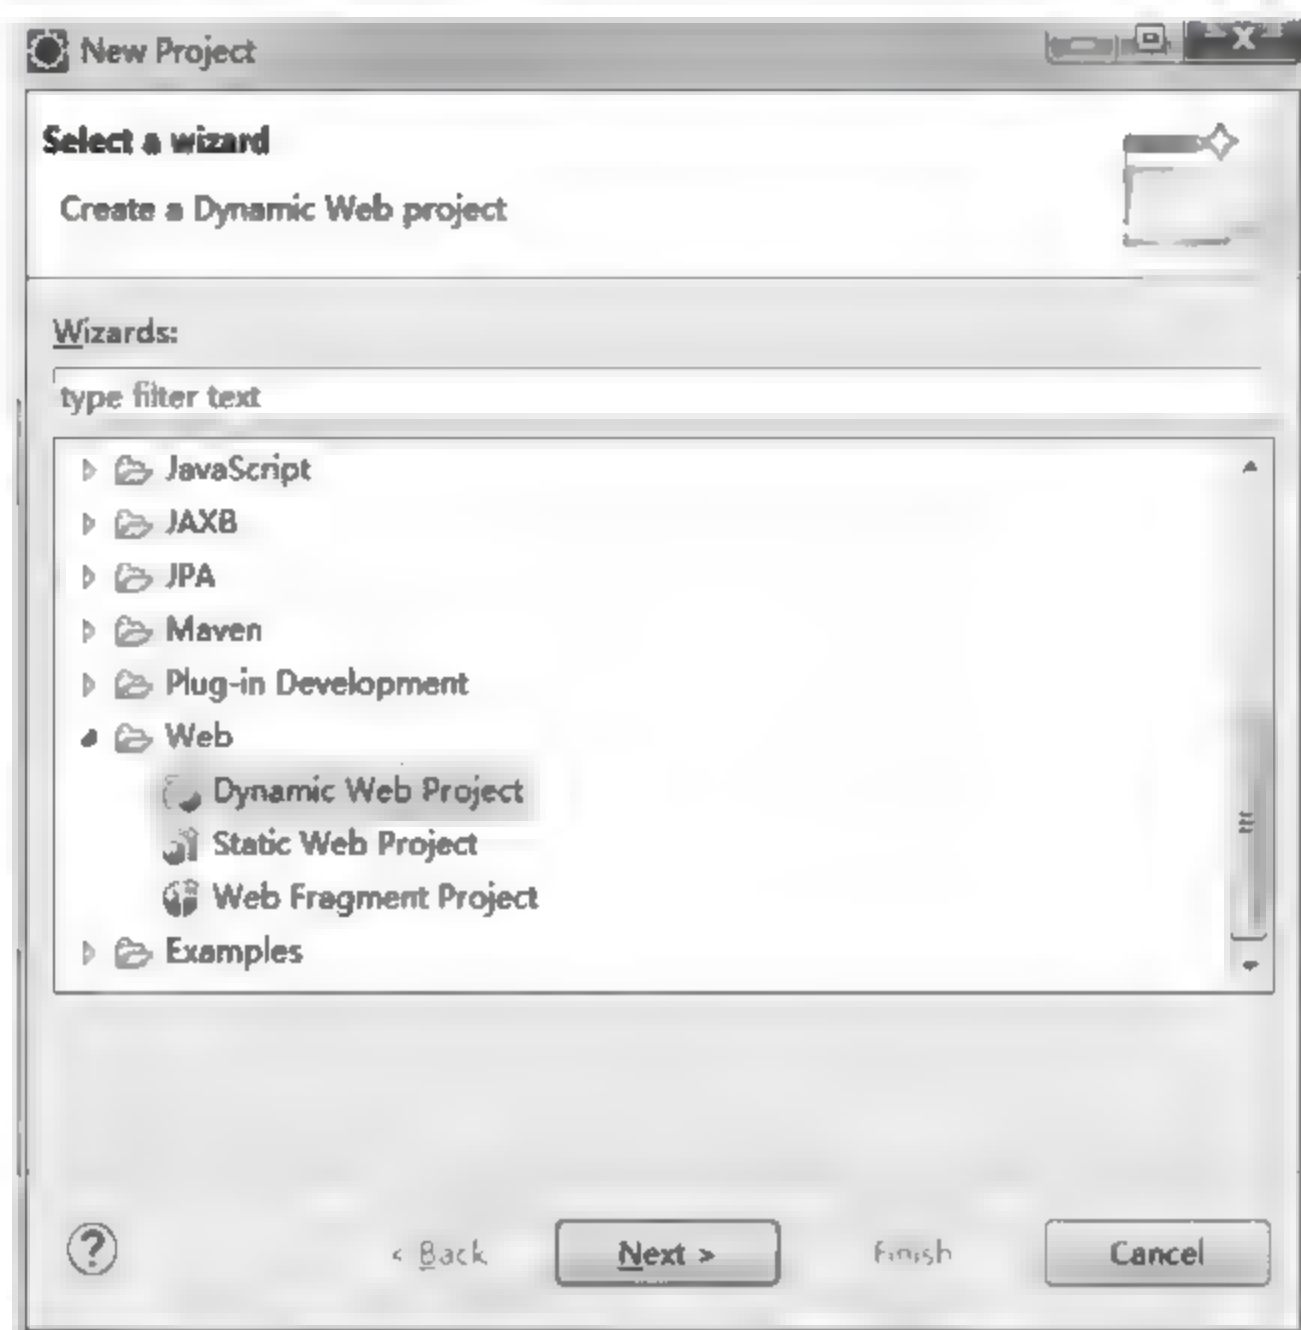 New Project
Select a wizard
Create a Dynamic Web project
Wizards:
type filter text
JavaScript
JAXB
JPA
Maven
Plug-in Development
Web
Dynamic Web Project
Static Web Project
Web Fragment Project
Examples
? < Back Next > Finish Cancel